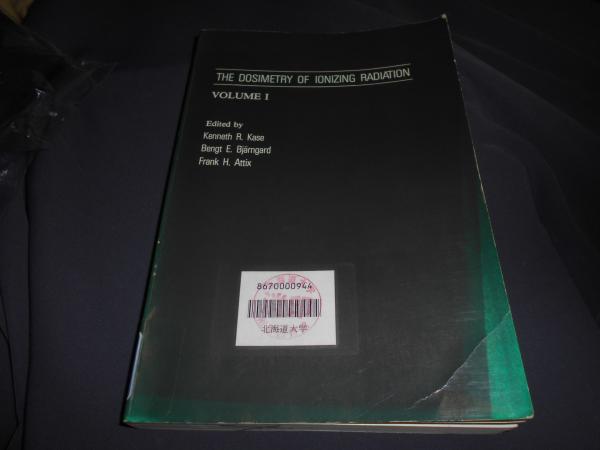 THE DOSIMETRY OF IONIZING RADIATION
VOLUME I
Edited by
Kenneth R. Kase
Bengt E. Bjärngard
Frank H. Attix
8670000944
北海道大学